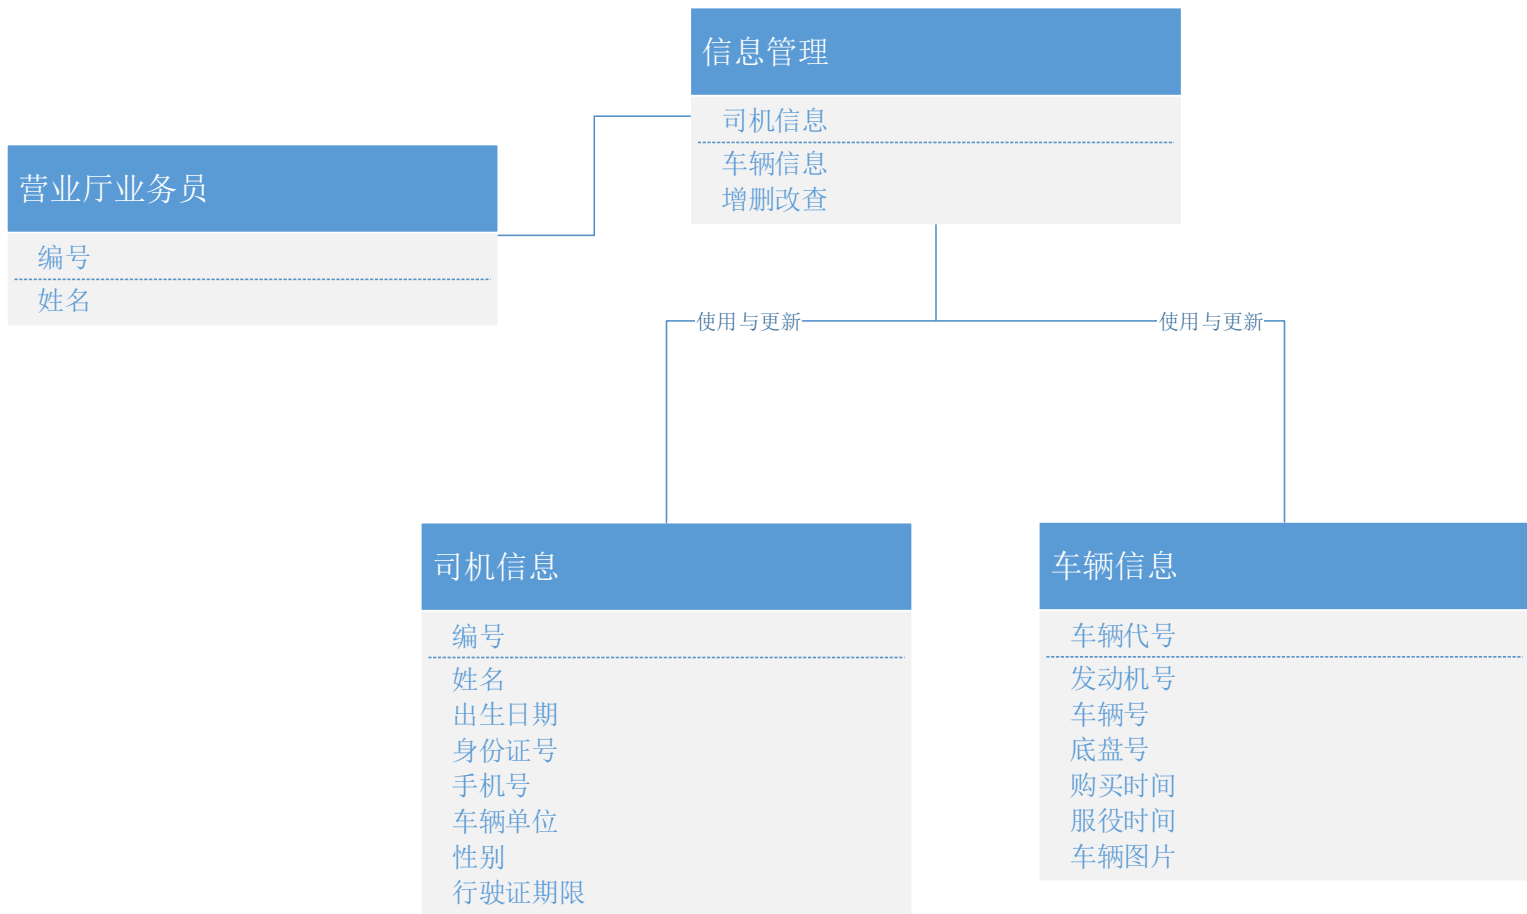 信息管理
司机信息
车辆信息
增删改查
营业厅业务员
编号
姓名
使用与更新
使用与更新
司机信息
编号
姓名
出生日期
身份证号
手机号
车辆单位
性别
行驶证期限
车辆信息
车辆代号
发动机号
车辆号
底盘号
购买时间
服役时间
车辆图片